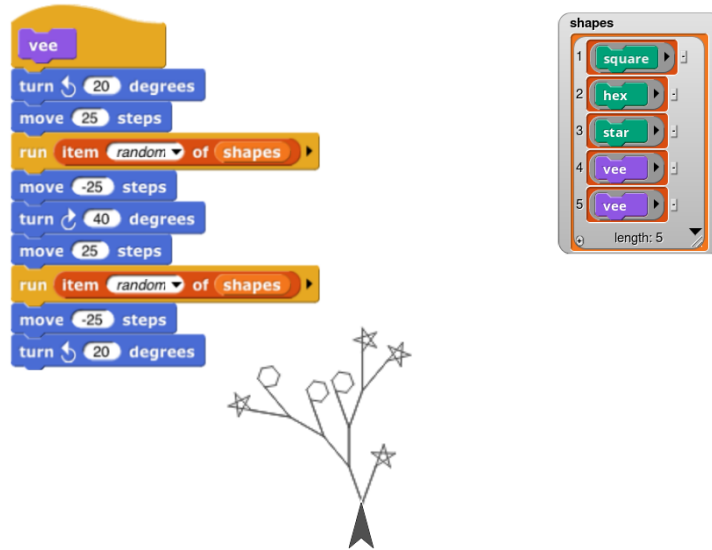 vee
turn 20 degrees
move 25 steps
run item random of shapes
move -25 steps
turn 40 degrees
move 25 steps
run item random of shapes
move -25 steps
turn 20 degrees
shapes
1 square
2 hex
3 star
4 vee
5 vee
length: 5